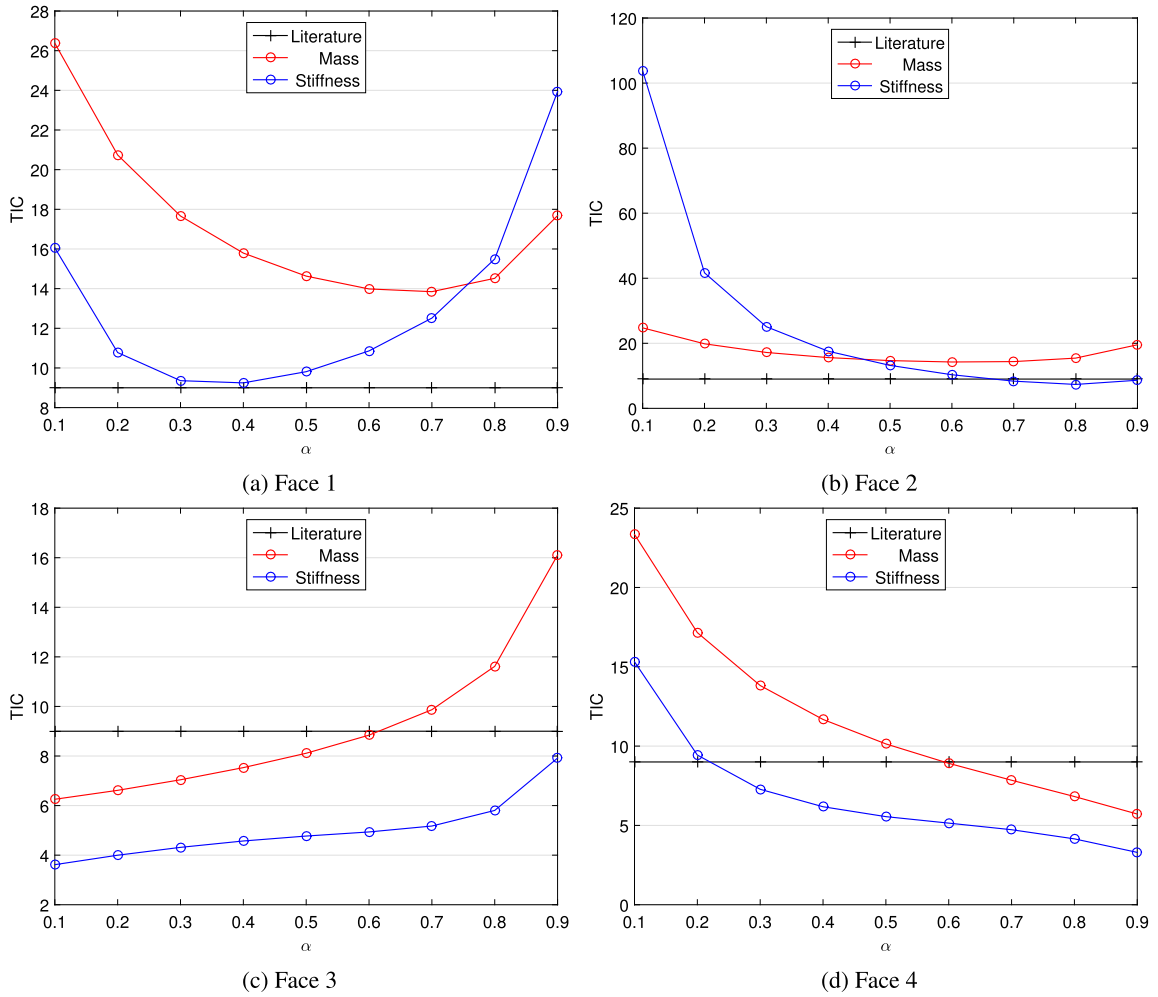 28
26
24
22
20
18
16
14
12
10
8
TIC
Literature
Mass
Stiffness
0.1 0.2 0.3 0.4 0.5 0.6 0.7 0.8 0.9
α
(a) Face 1
120
100
80
60
40
20
0
TIC
Literature
Mass
Stiffness
0.1 0.2 0.3 0.4 0.5 0.6 0.7 0.8 0.9
α
(b) Face 2
18
16
14
12
10
8
6
4
2
TIC
Literature
Mass
Stiffness
0.1 0.2 0.3 0.4 0.5 0.6 0.7 0.8 0.9
α
(c) Face 3
25
20
15
10
5
0
TIC
Literature
Mass
Stiffness
0.1 0.2 0.3 0.4 0.5 0.6 0.7 0.8 0.9
α
(d) Face 4